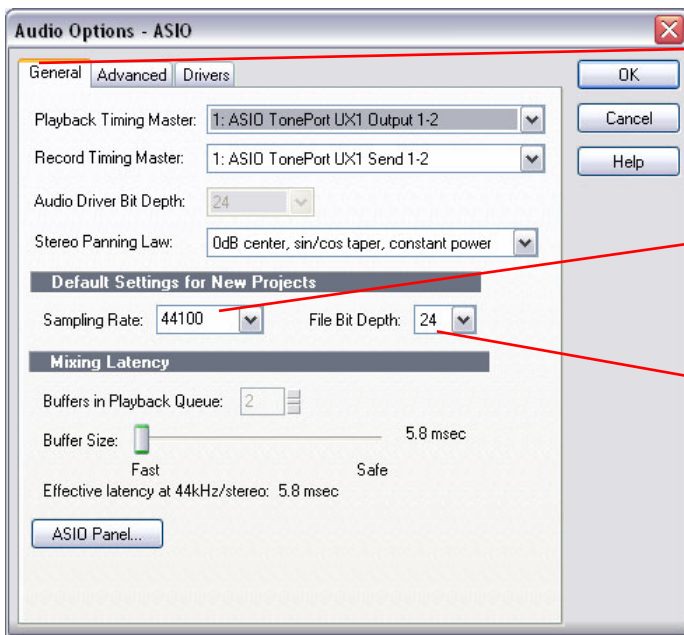 Audio Options - ASIO
General Advanced Drivers
OK
Playback Timing Master: 1: ASIO TonePort UX1 Output 1-2
Cancel
Record Timing Master: 1: ASIO TonePort UX1 Send 1-2
Help
Audio Driver Bit Depth: 24
Stereo Panning Law: 0dB center, sin/cos taper, constant power
Default Settings for New Projects
Sampling Rate: 44100 File Bit Depth: 24
Mixing Latency
Buffers in Playback Queue: 2
Buffer Size: 5.8 msec
Fast Safe
Effective latency at 44kHz/stereo: 5.8 msec
ASIO Panel...